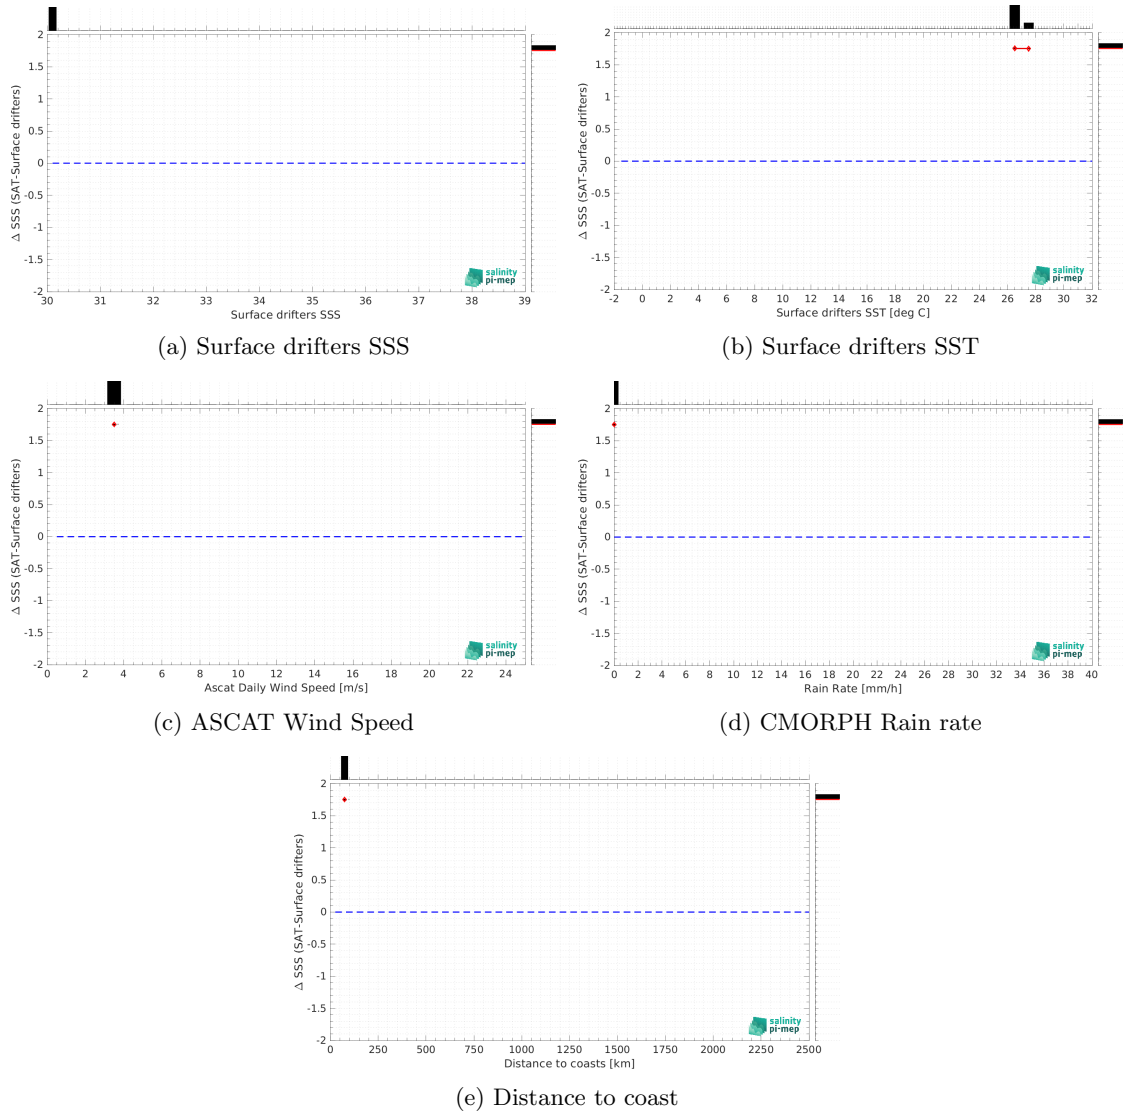 2
1.5
1
0.5
0
-0.5
-1
-1.5
-2
Δ SSS (SAT-Surface drifters)
salinity
pi-mep
30 31 32 33 34 35 36 37 38 39
Surface drifters SSS
(a) Surface drifters SSS
2
1.5
1
0.5
0
-0.5
-1
-1.5
-2
Δ SSS (SAT-Surface drifters)
salinity
pi-mep
-2 0 2 4 6 8 10 12 14 16 18 20 22 24 26 28 30 32
Surface drifters SST [deg C]
(b) Surface drifters SST
2
1.5
1
0.5
0
-0.5
-1
-1.5
-2
Δ SSS (SAT-Surface drifters)
salinity
pi-mep
0 2 4 6 8 10 12 14 16 18 20 22 24
Ascat Daily Wind Speed [m/s]
(c) ASCAT Wind Speed
2
1.5
1
0.5
0
-0.5
-1
-1.5
-2
Δ SSS (SAT-Surface drifters)
salinity
pi-mep
0 2 4 6 8 10 12 14 16 18 20 22 24 26 28 30 32 34 36 38 40
Rain Rate [mm/h]
(d) CMORPH Rain rate
2
1.5
1
0.5
0
-0.5
-1
-1.5
-2
Δ SSS (SAT-Surface drifters)
salinity
pi-mep
0 250 500 750 1000 1250 1500 1750 2000 2250 2500
Distance to coasts [km]
(e) Distance to coast